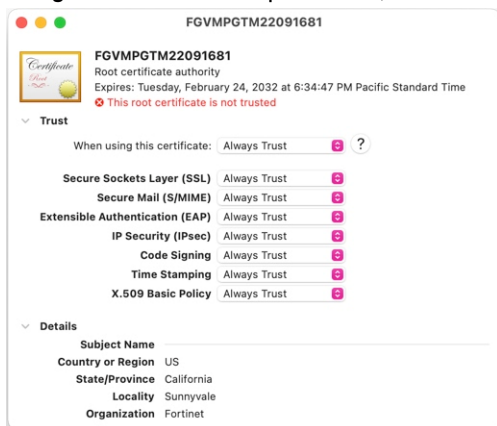 FGVMPGTM22091681
Certificate
Root
FGVMPGTM22091681
Root certificate authority
Expires: Tuesday, February 24, 2032 at 6:34:47 PM Pacific Standard Time
This root certificate is not trusted
Trust
When using this certificate: Always Trust ?
Secure Sockets Layer (SSL) Always Trust
Secure Mail (S/MIME) Always Trust
Extensible Authentication (EAP) Always Trust
IP Security (IPsec) Always Trust
Code Signing Always Trust
Time Stamping Always Trust
X.509 Basic Policy Always Trust
Details
Subject Name
Country or Region US
State/Province California
Locality Sunnyvale
Organization Fortinet